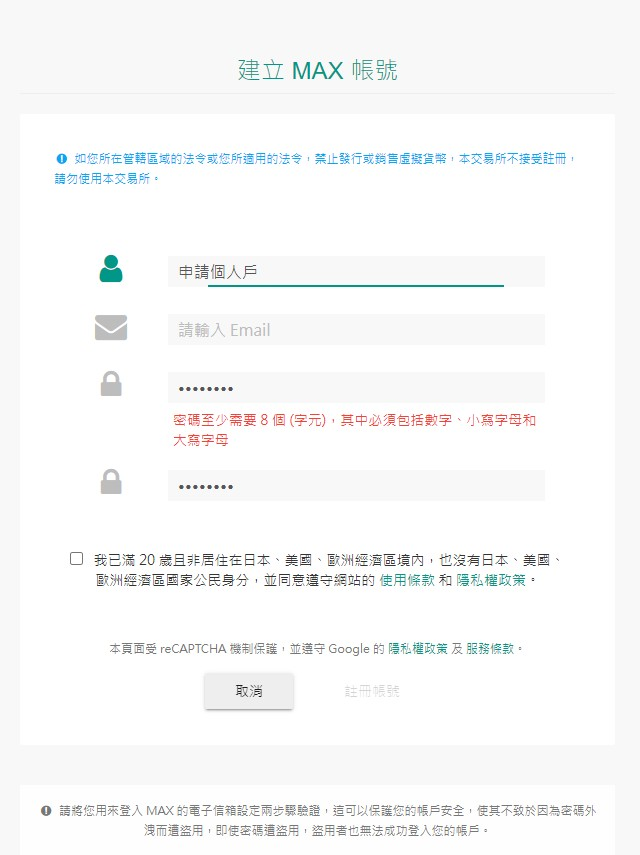 建立 MAX 帳號
如您所在管轄區域的法令或您所適用的法令，禁止發行或銷售虛擬貨幣，本交易所不接受註冊，
請勿使用本交易所。
申請個人戶
請輸入 Email
••••••••
密碼至少需要 8 個 (字元)，其中必須包括數字、小寫字母和
大寫字母
••••••••
我已滿 20 歲且非居住在日本、美國、歐洲經濟區境內，也沒有日本、美國、
歐洲經濟區國家公民身分，並同意遵守網站的 使用條款 和 隱私權政策。
本頁面受 reCAPTCHA 機制保護，並遵守 Google 的 隱私權政策 及 服務條款。
取消 註冊帳號
請將您用來登入 MAX 的電子信箱設定兩步驟驗證，這可以保護您的帳戶安全，使其不致於因為密碼外
洩而遭盜用，即使密碼遭盜用，盜用者也無法成功登入您的帳戶。